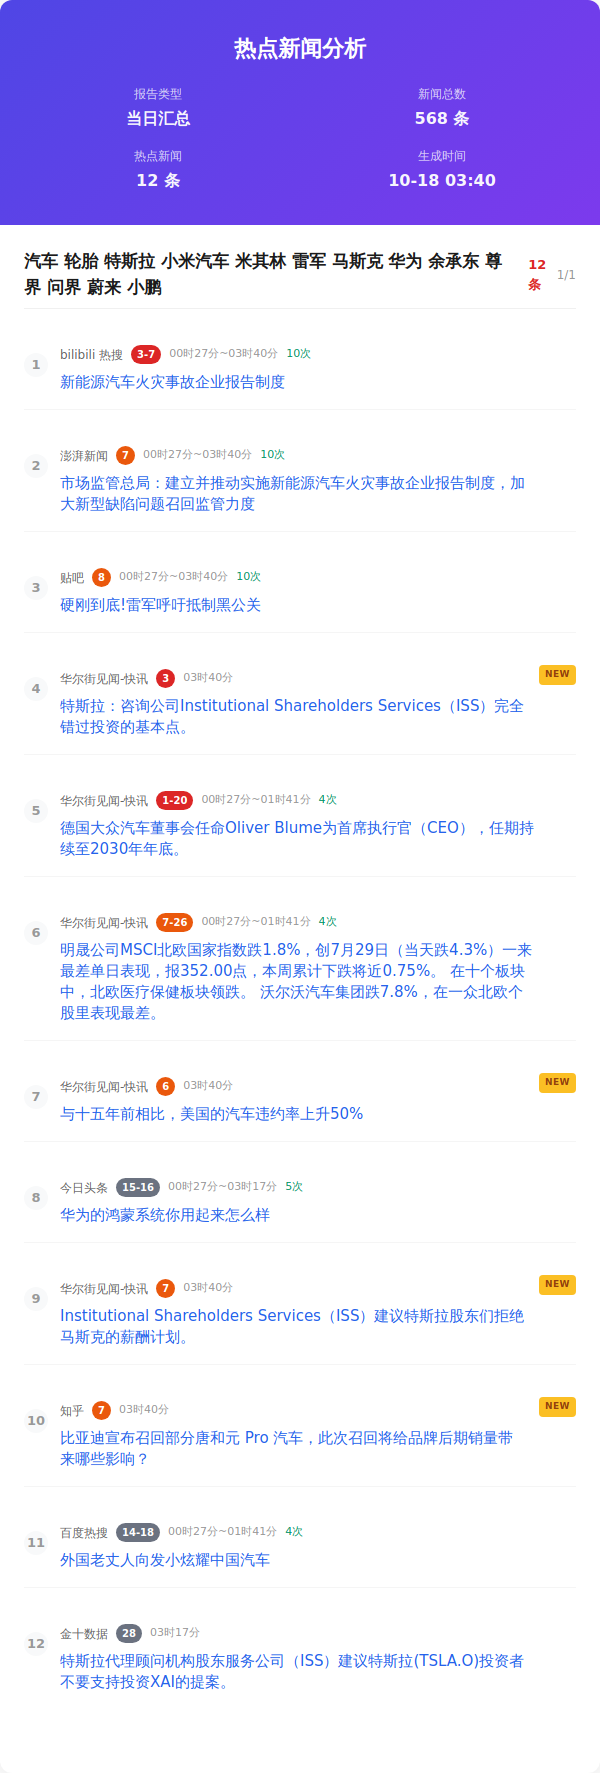 热点新闻分析
报告类型
新闻总数
当日汇总
568 条
热点新闻
生成时间
12 条
10-18 03:40
汽车 轮胎 特斯拉 小米汽车 米其林 雷军 马斯克 华为 余承东 尊
界 问界 蔚来 小鹏
12
条
1/1
1
bilibili 热搜 3-7 00时27分~03时40分 10次
新能源汽车火灾事故企业报告制度
2
澎湃新闻 7 00时27分~03时40分 10次
市场监管总局：建立并推动实施新能源汽车火灾事故企业报告制度，加
大新型缺陷问题召回监管力度
3
贴吧 8 00时27分~03时40分 10次
硬刚到底!雷军呼吁抵制黑公关
4
华尔街见闻-快讯 3 03时40分 NEW
特斯拉：咨询公司Institutional Shareholders Services（ISS）完全
错过投资的基本点。
5
华尔街见闻-快讯 1-20 00时27分~01时41分 4次
德国大众汽车董事会任命Oliver Blume为首席执行官（CEO），任期持
续至2030年年底。
6
华尔街见闻-快讯 7-26 00时27分~01时41分 4次
明晟公司MSCI北欧国家指数跌1.8%，创7月29日（当天跌4.3%）一来
最差单日表现，报352.00点，本周累计下跌将近0.75%。 在十个板块
中，北欧医疗保健板块领跌。 沃尔沃汽车集团跌7.8%，在一众北欧个
股里表现最差。
7
华尔街见闻-快讯 6 03时40分 NEW
与十五年前相比，美国的汽车违约率上升50%
8
今日头条 15-16 00时27分~03时17分 5次
华为的鸿蒙系统你用起来怎么样
9
华尔街见闻-快讯 7 03时40分 NEW
Institutional Shareholders Services（ISS）建议特斯拉股东们拒绝
马斯克的薪酬计划。
10
知乎 7 03时40分 NEW
比亚迪宣布召回部分唐和元 Pro 汽车，此次召回将给品牌后期销量带
来哪些影响？
11
百度热搜 14-18 00时27分~01时41分 4次
外国老丈人向发小炫耀中国汽车
12
金十数据 28 03时17分
特斯拉代理顾问机构股东服务公司（ISS）建议特斯拉(TSLA.O)投资者
不要支持投资XAI的提案。